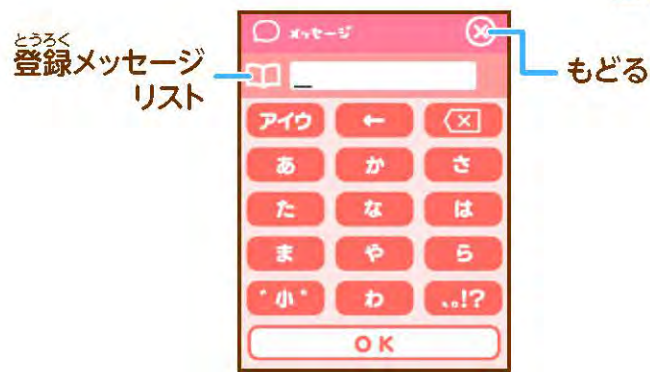 メッセージ
とうろく
登録メッセージ
リスト
もどる
アイウ ←
あ か さ
た な は
ま や ら
゛小゜ わ 、。!?
OK